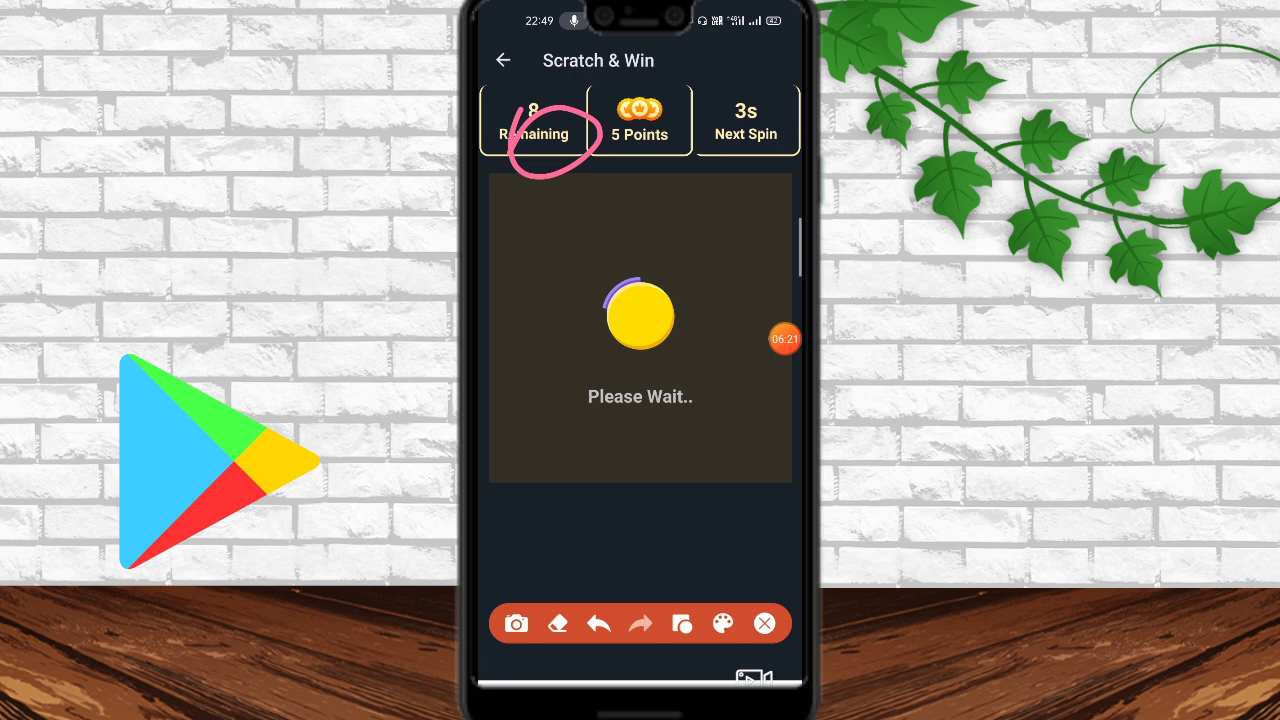 22:49
Scratch & Win
8
Remaining
5 Points
3s
Next Spin
06:21
Please Wait..